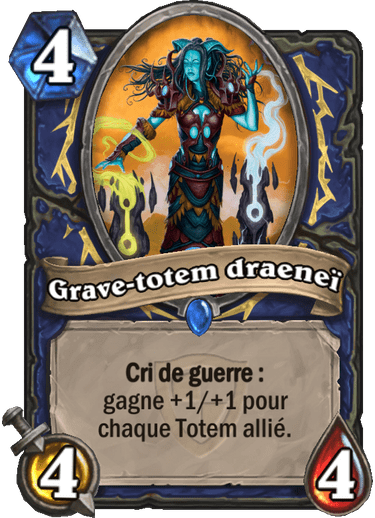 4
Grave-totem draeneï
Cri de guerre :
gagne +1/+1 pour
chaque Totem allié.
4 4